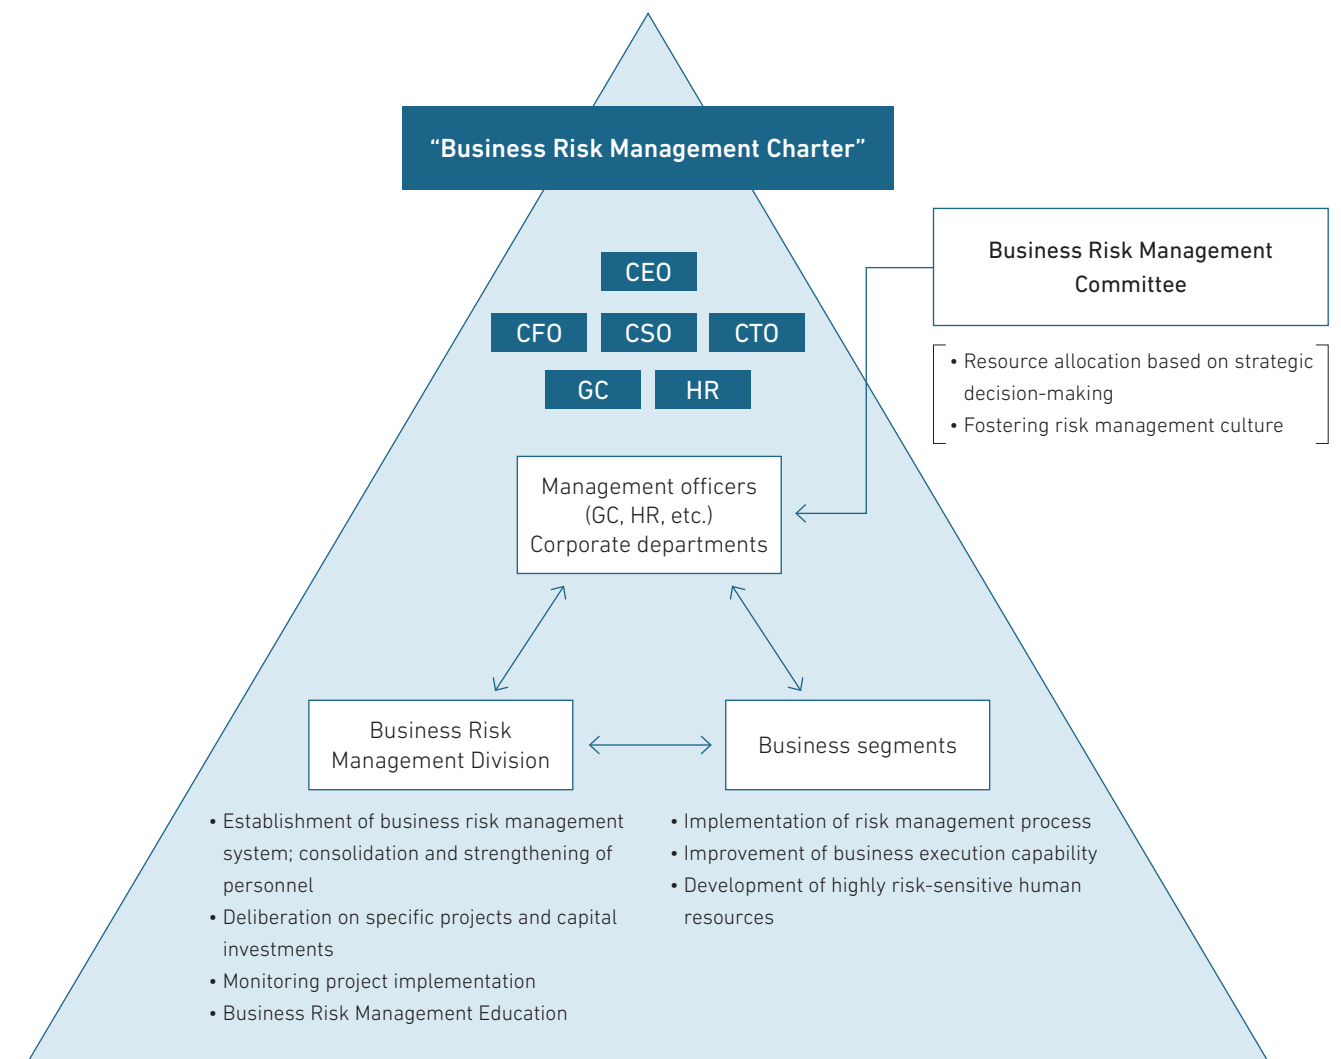 “Business Risk Management Charter”
CEO
CFO
CSO
CTO
GC
HR
Business Risk Management
Committee
• Resource allocation based on strategic
decision-making
• Fostering risk management culture
Management officers
(GC, HR, etc.)
Corporate departments
Business Risk
Management Division
• Establishment of business risk management
system; consolidation and strengthening of
personnel
• Deliberation on specific projects and capital
investments
• Monitoring project implementation
• Business Risk Management Education
Business segments
• Implementation of risk management process
• Improvement of business execution capability
• Development of highly risk-sensitive human
resources